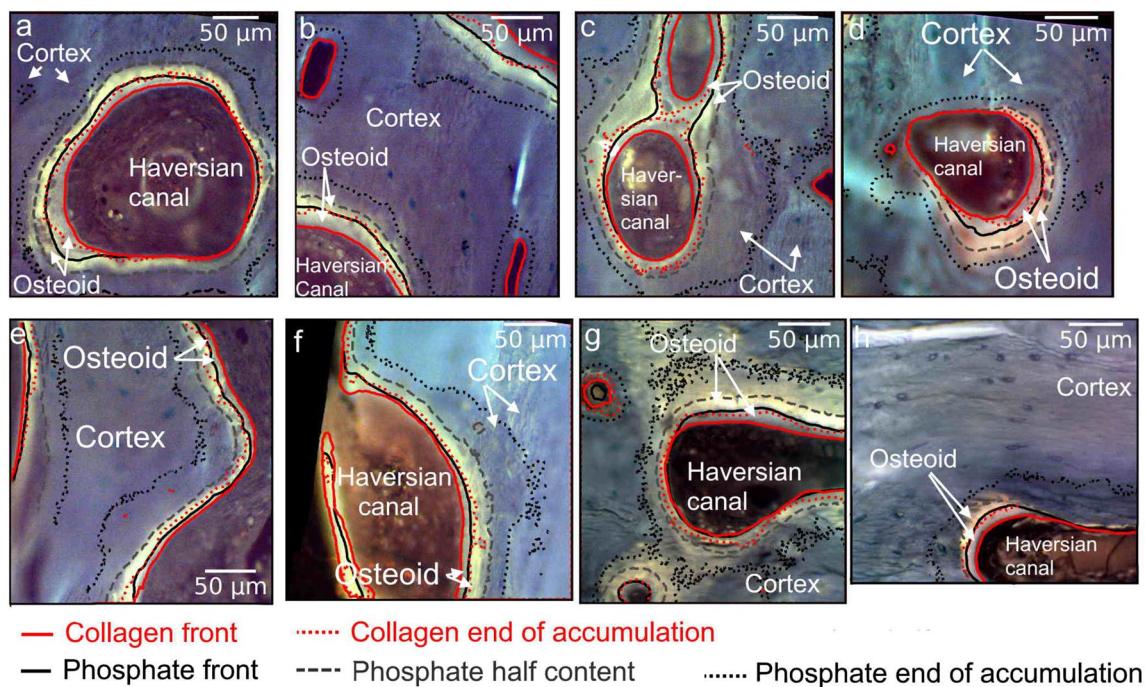 a
50 µm
Cortex
Haversian
canal
Osteoid
b
50 µm
Cortex
Osteoid
Haversian
Canal
c
50 µm
Osteoid
Haver-
sian
canal
Cortex
d
50 µm
Cortex
Haversian
canal
Osteoid
e
Osteoid
Cortex
50 µm
f
50 µm
Cortex
Haversian
canal
Osteoid
g
50 µm
Osteoid
Haversian
canal
Cortex
h
50 µm
Cortex
Osteoid
Haversian
canal
Collagen front
Collagen end of accumulation
Phosphate front
Phosphate half content
Phosphate end of accumulation